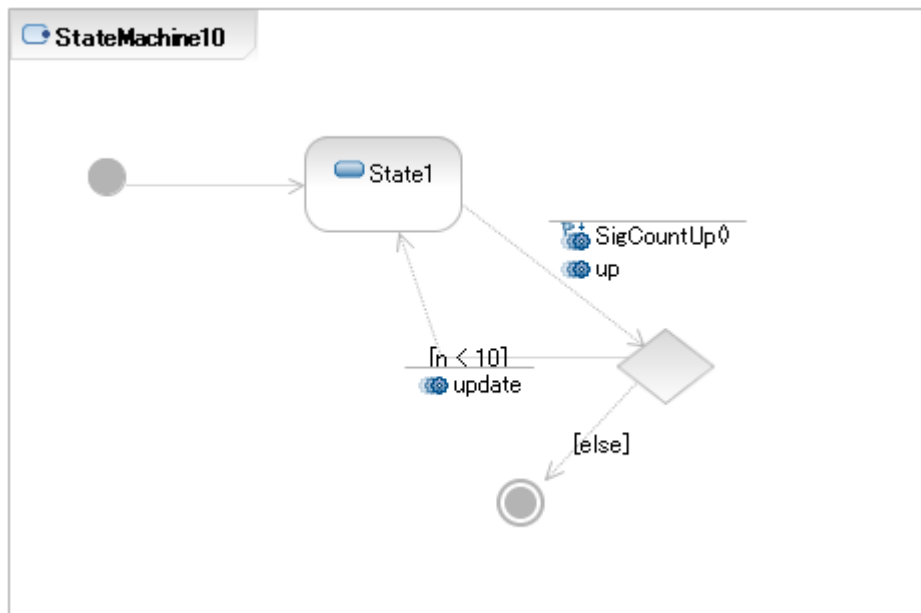 StateMachine10
State1
SigCountUp()
up
[n < 10]
update
[else]